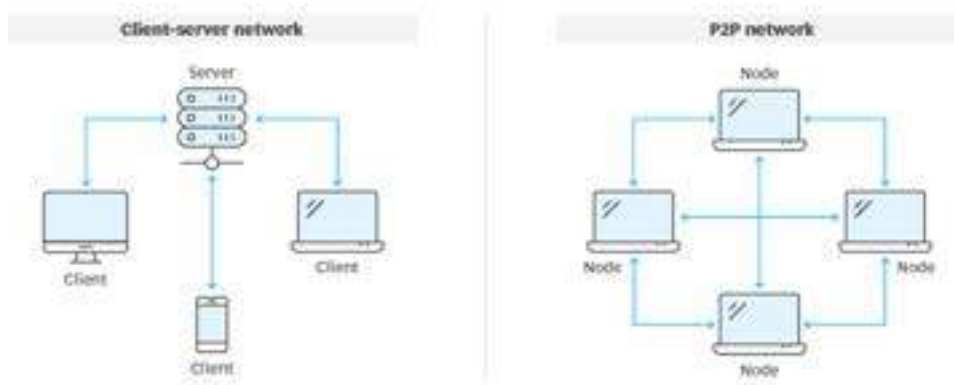 Client-server network
Server
Client
Client
Client
P2P network
Node
Node
Node
Node